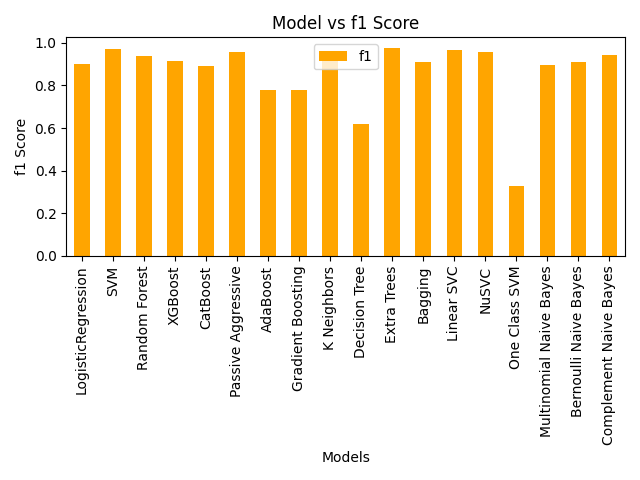 Model vs f1 Score
f1
f1 Score
1.0
0.8
0.6
0.4
0.2
0.0
LogisticRegression
SVM
Random Forest
XGBoost
CatBoost
Passive Aggressive
AdaBoost
Gradient Boosting
K Neighbors
Decision Tree
Extra Trees
Bagging
Linear SVC
NuSVC
One Class SVM
Multinomial Naive Bayes
Bernoulli Naive Bayes
Complement Naive Bayes
Models